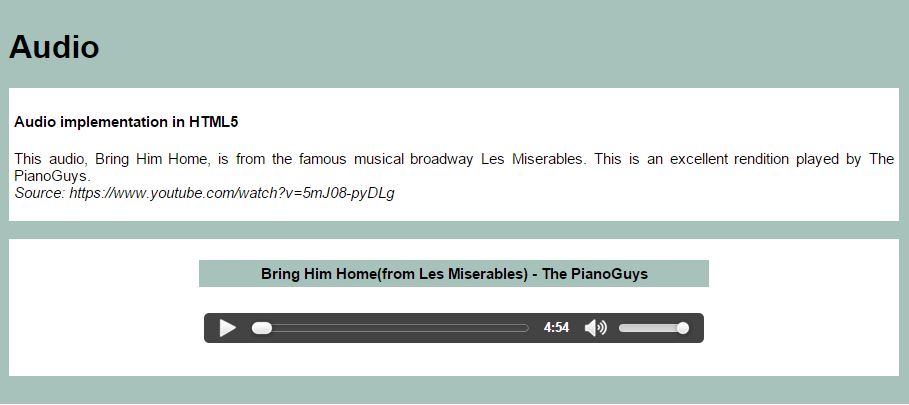 Audio
Audio implementation in HTML5
This audio, Bring Him Home, is from the famous musical broadway Les Miserables. This is an excellent rendition played by The
PianoGuys.
Source: https://www.youtube.com/watch?v=5mJ08-pyDLg
Bring Him Home(from Les Miserables) - The PianoGuys
4:54